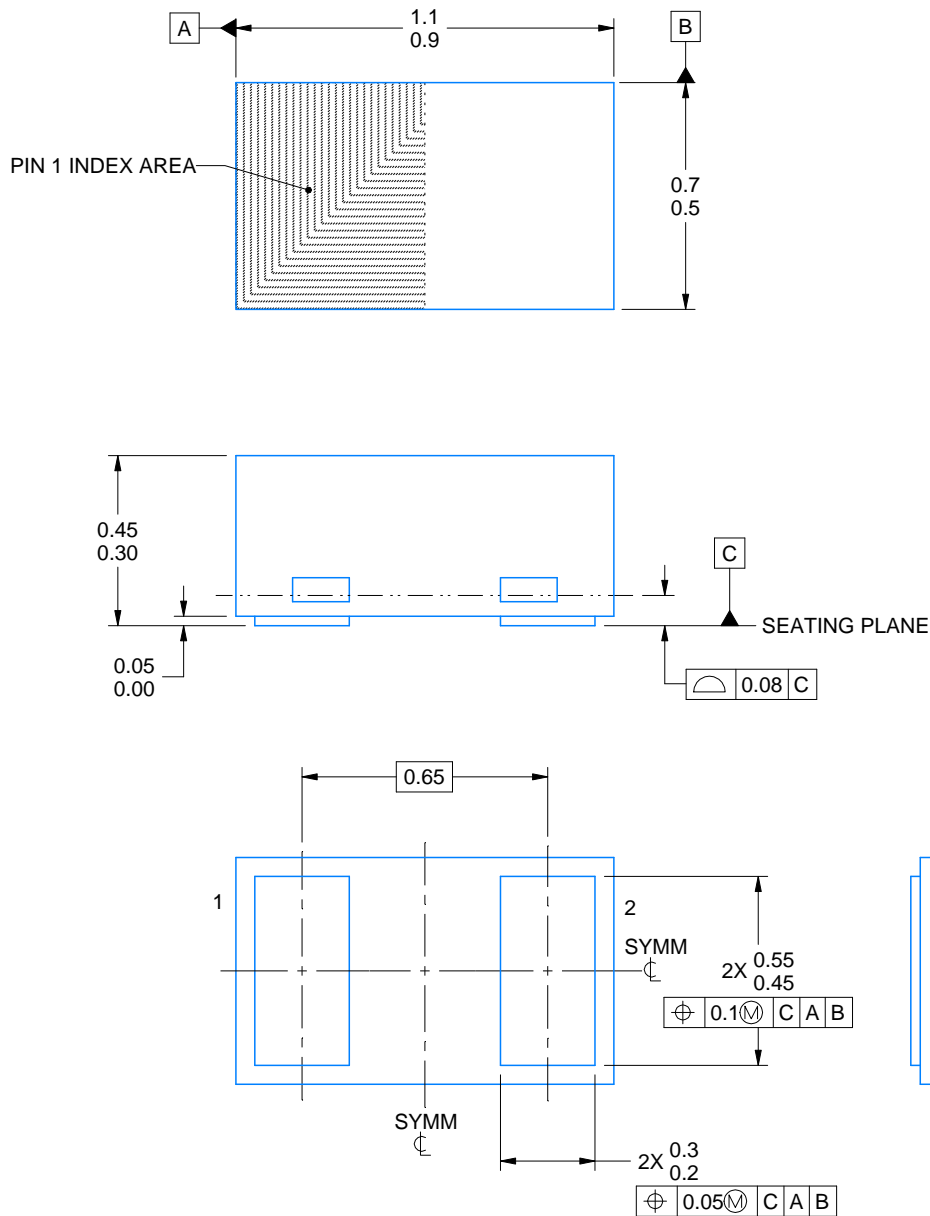 A
1.1
0.9
B
PIN 1 INDEX AREA
0.7
0.5
0.45
0.30
C
SEATING PLANE
0.05
0.00
0.08 C
0.65
1
2
SYMM
℄
2X 0.55
0.45
⌖ 0.1Ⓜ C A B
SYMM
℄
2X 0.3
0.2
⌖ 0.05Ⓜ C A B